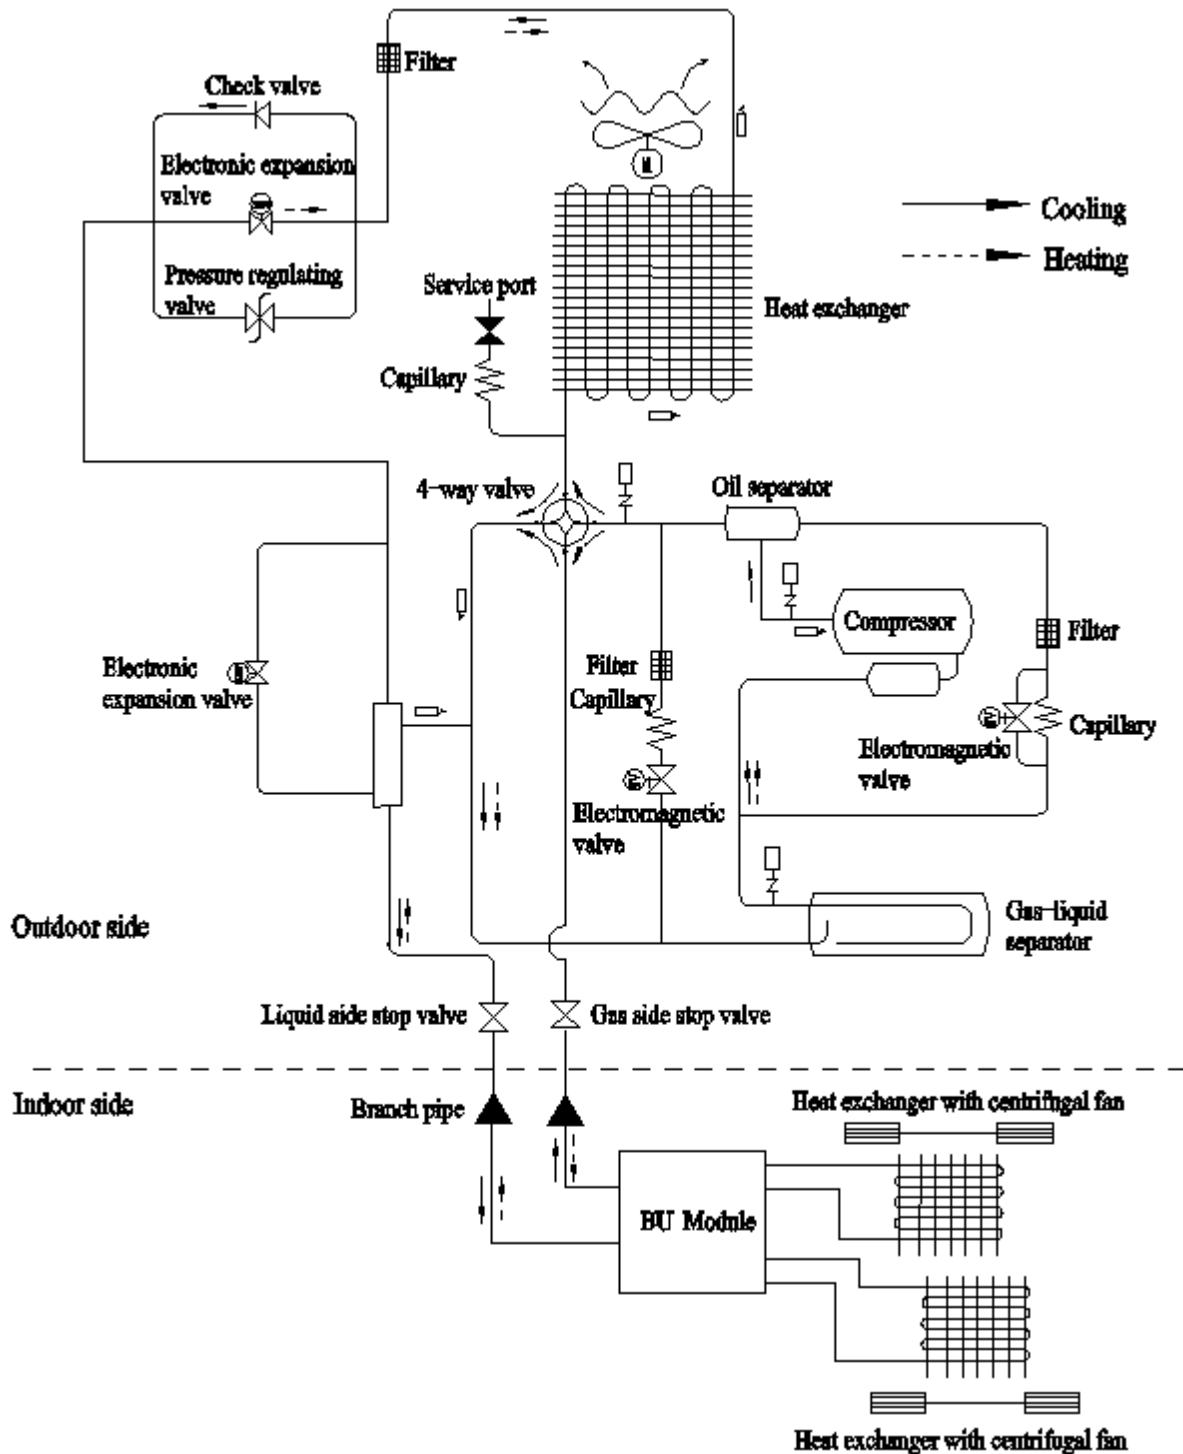 Filter
Check valve
Electronic expansion
valve
Cooling
Heating
Pressure regulating
valve
Service port
Heat exchanger
Capillary
4-way valve
Oil separator
Compressor
Filter
Electronic
expansion valve
Filter
Capillary
Capillary
Electromagnetic
valve
Electromagnetic
valve
Outdoor side
Gas-liquid
separator
Liquid side stop valve
Gas side stop valve
Indoor side
Branch pipe
Heat exchanger with centrifugal fan
BU Module
Heat exchanger with centrifugal fan